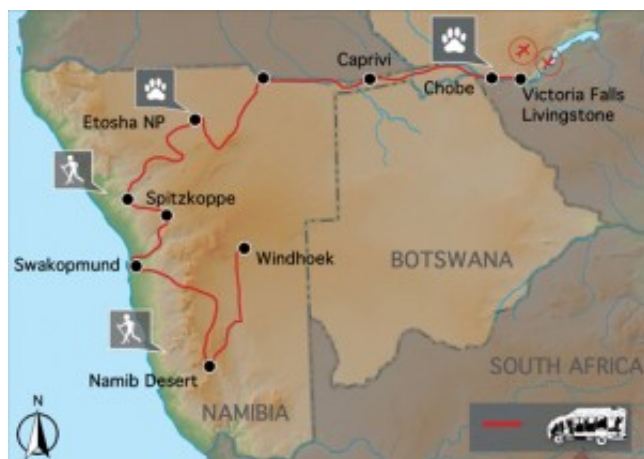 Caprivi
Chobe
Victoria Falls
Livingstone
Etosha NP
Spitzkoppe
Swakopmund
Windhoek
BOTSWANA
Namib Desert
SOUTH AFRICA
NAMIBIA
N